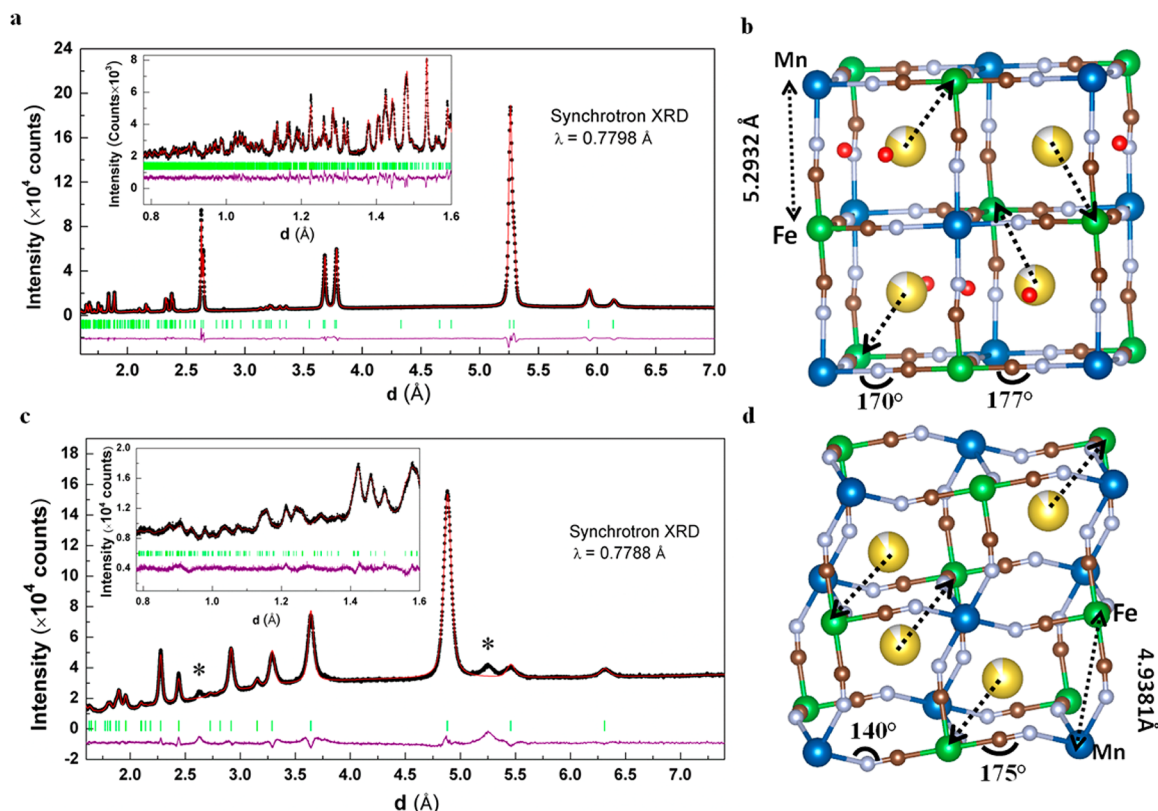 a
24
20
16
12
8
4
0
Intensity (×10⁴ counts)
1.5 2.0 2.5 3.0 3.5 4.0 4.5 5.0 5.5 6.0 6.5 7.0
d (Å)
Synchrotron XRD
λ = 0.7798 Å
8
6
4
2
0
Intensity (Counts×10³)
0.8 1.0 1.2 1.4 1.6
d (Å)
b
Mn
5.2932 Å
Fe
170°
177°
c
18
16
14
12
10
8
6
4
2
0
-2
Intensity (×10⁴ counts)
* *
2.0 2.5 3.0 3.5 4.0 4.5 5.0 5.5 6.0 6.5 7.0
d (Å)
Synchrotron XRD
λ = 0.7788 Å
2.0
1.6
1.2
0.8
0.4
Intensity (×10⁴ counts)
0.8 1.0 1.2 1.4 1.6
d (Å)
d
Fe
4.9381Å
140°
175°
Mn